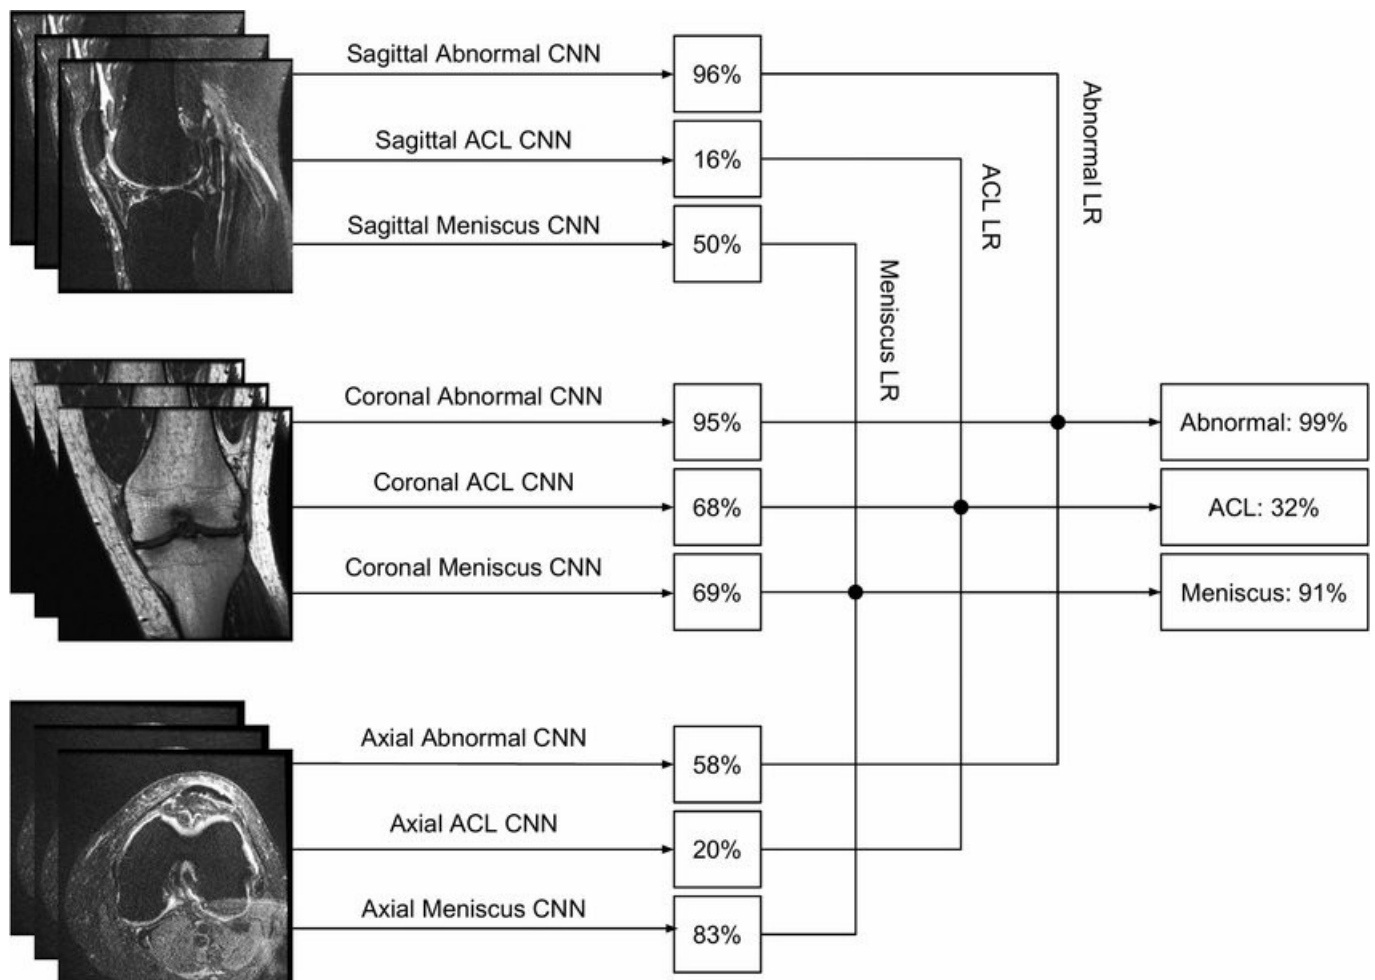 Sagittal Abnormal CNN
96%
Sagittal ACL CNN
16%
Sagittal Meniscus CNN
50%
Abnormal LR
ACL LR
Meniscus LR
Coronal Abnormal CNN
95%
Abnormal: 99%
Coronal ACL CNN
68%
ACL: 32%
Coronal Meniscus CNN
69%
Meniscus: 91%
Axial Abnormal CNN
58%
Axial ACL CNN
20%
Axial Meniscus CNN
83%